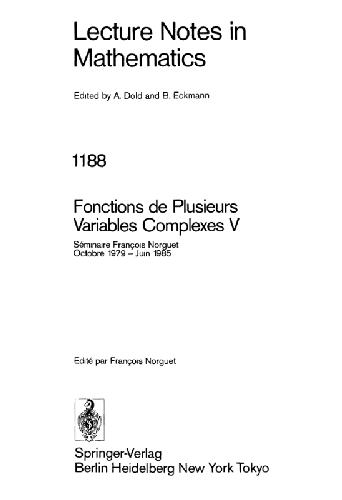 Lecture Notes in
Mathematics
Edited by A. Dold and B. Eckmann
1188
Fonctions de Plusieurs
Variables Complexes V
Séminaire François Norguet
Octobre 1979 – Juin 1985
Edité par François Norguet
Springer-Verlag
Berlin Heidelberg New York Tokyo